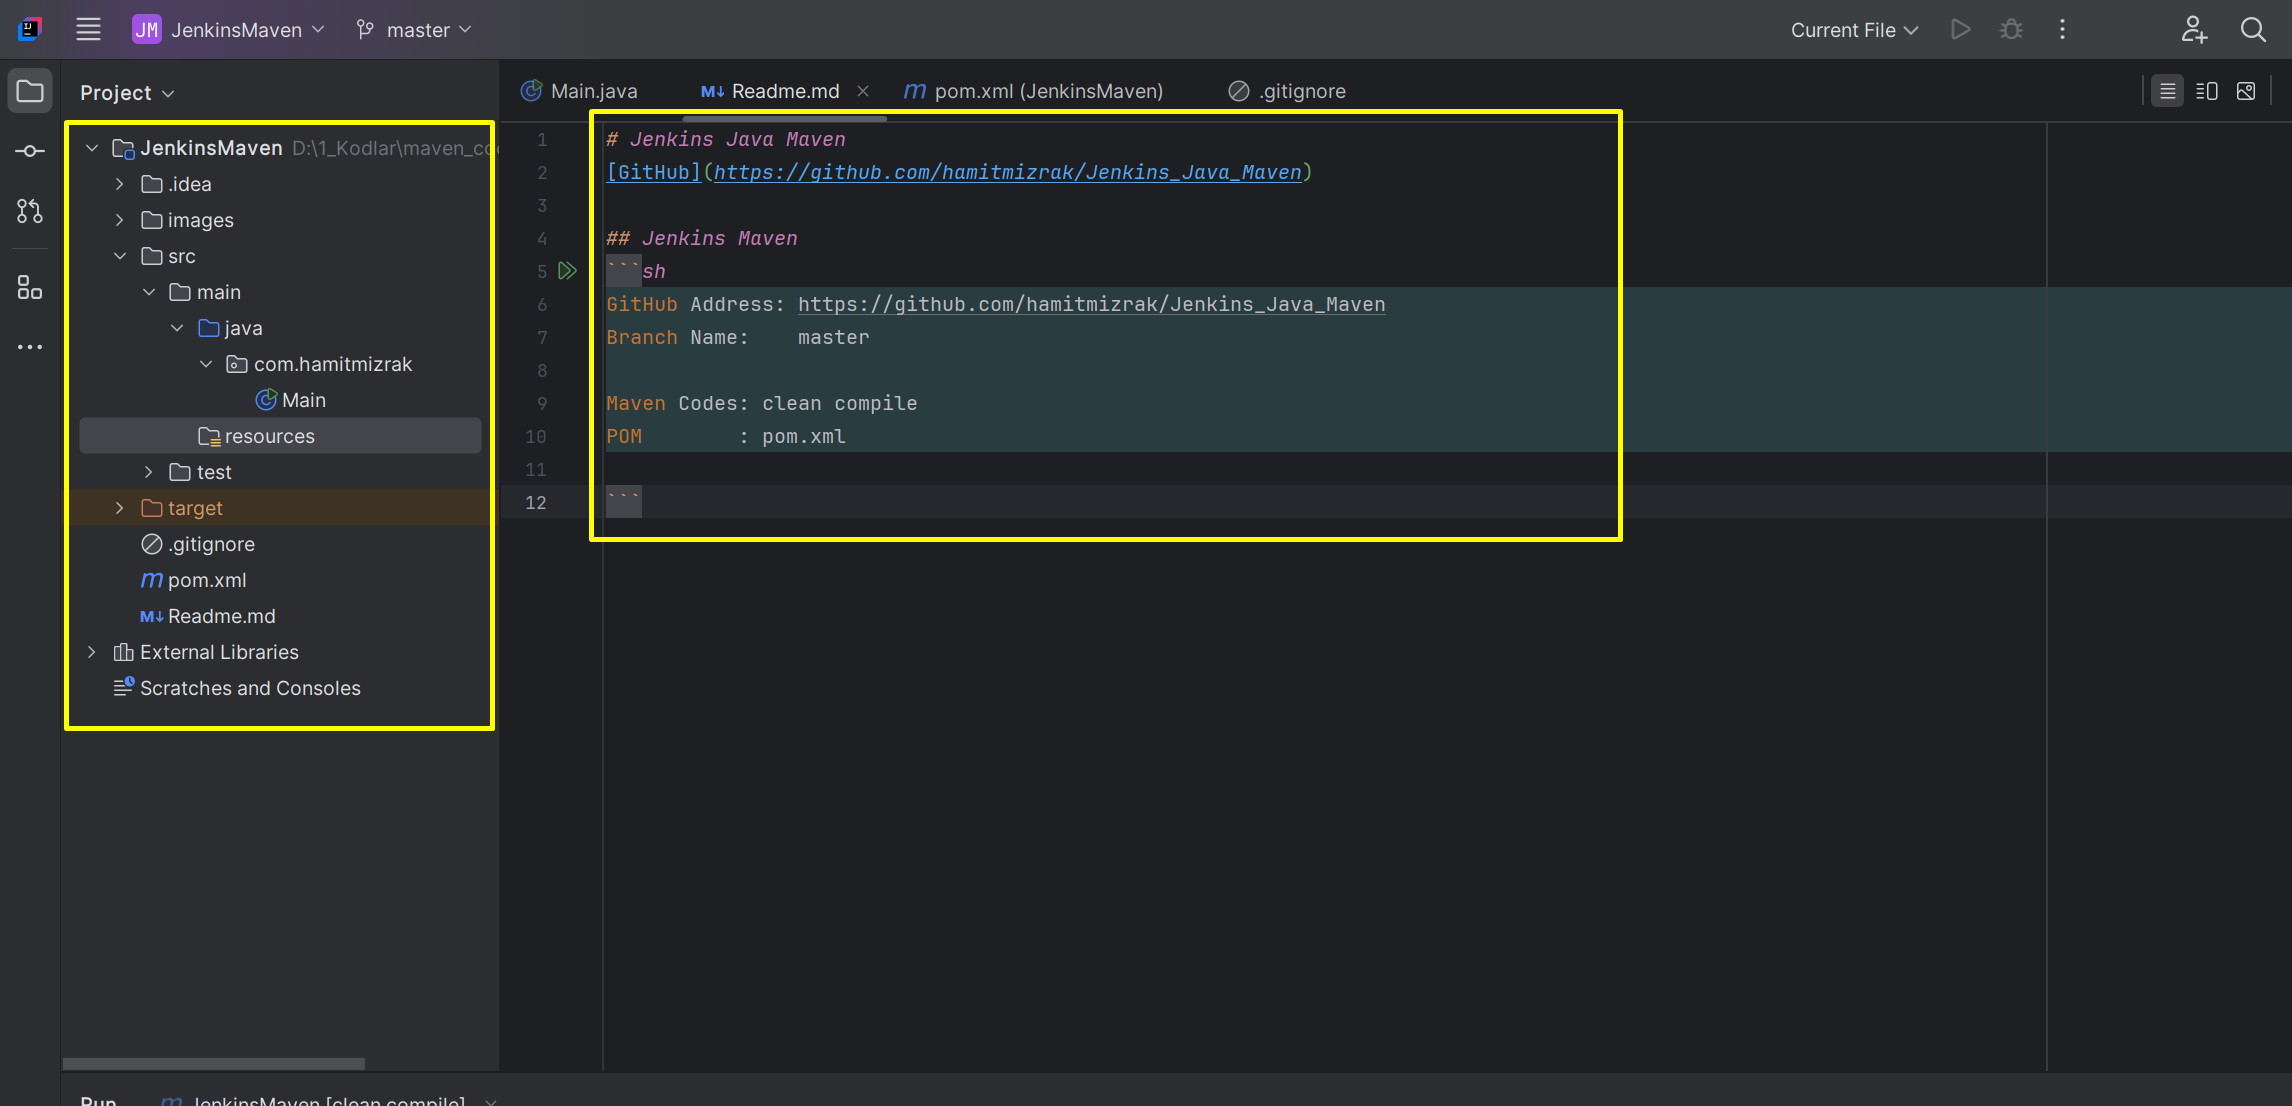 JM JenkinsMaven master Current File
Project
JenkinsMaven D:\1_Kodlar\maven_co
.idea
images
src
main
java
com.hamitmizrak
Main
resources
test
target
.gitignore
pom.xml
Readme.md
External Libraries
Scratches and Consoles
Main.java Readme.md pom.xml (JenkinsMaven) .gitignore
1 # Jenkins Java Maven
2 [GitHub](https://github.com/hamitmizrak/Jenkins_Java_Maven)
3
4 ## Jenkins Maven
5 ```sh
6 GitHub Address: https://github.com/hamitmizrak/Jenkins_Java_Maven
7 Branch Name: master
8
9 Maven Codes: clean compile
10 POM : pom.xml
11
12 ```
Run JenkinsMaven [clean compile]